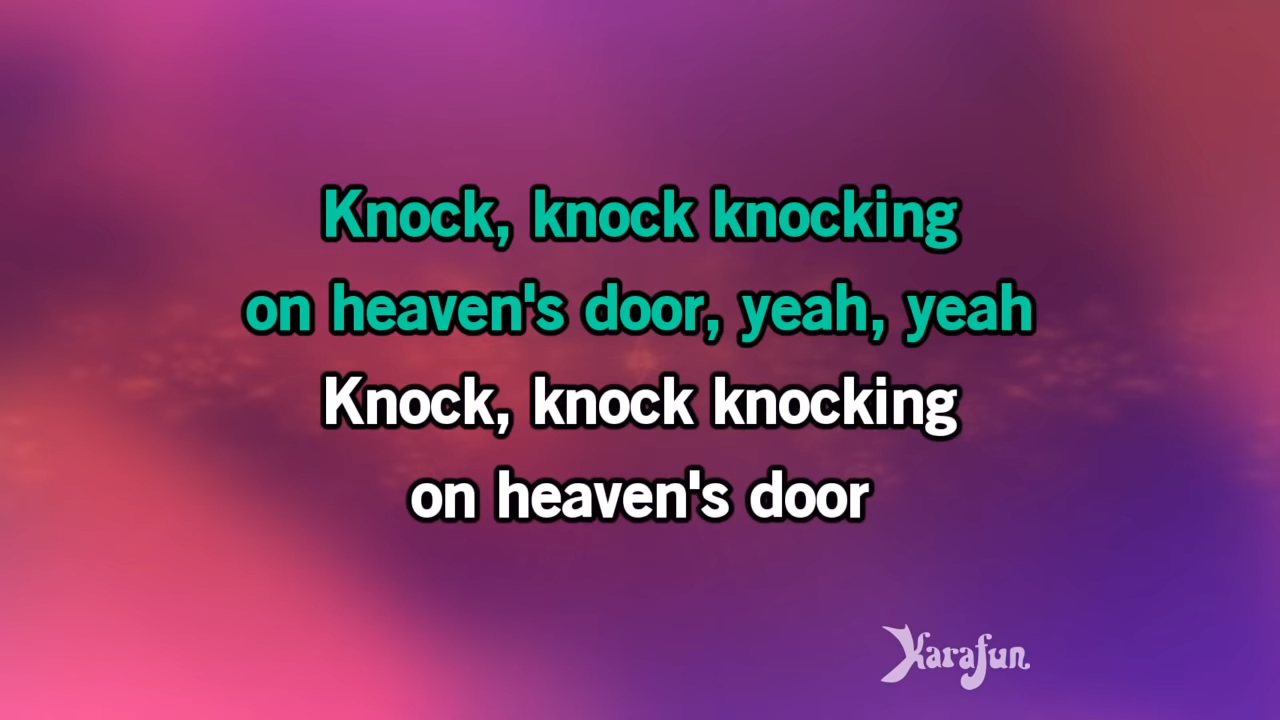 Knock, knock knocking
on heaven's door, yeah, yeah
Knock, knock knocking
on heaven's door
Karafun